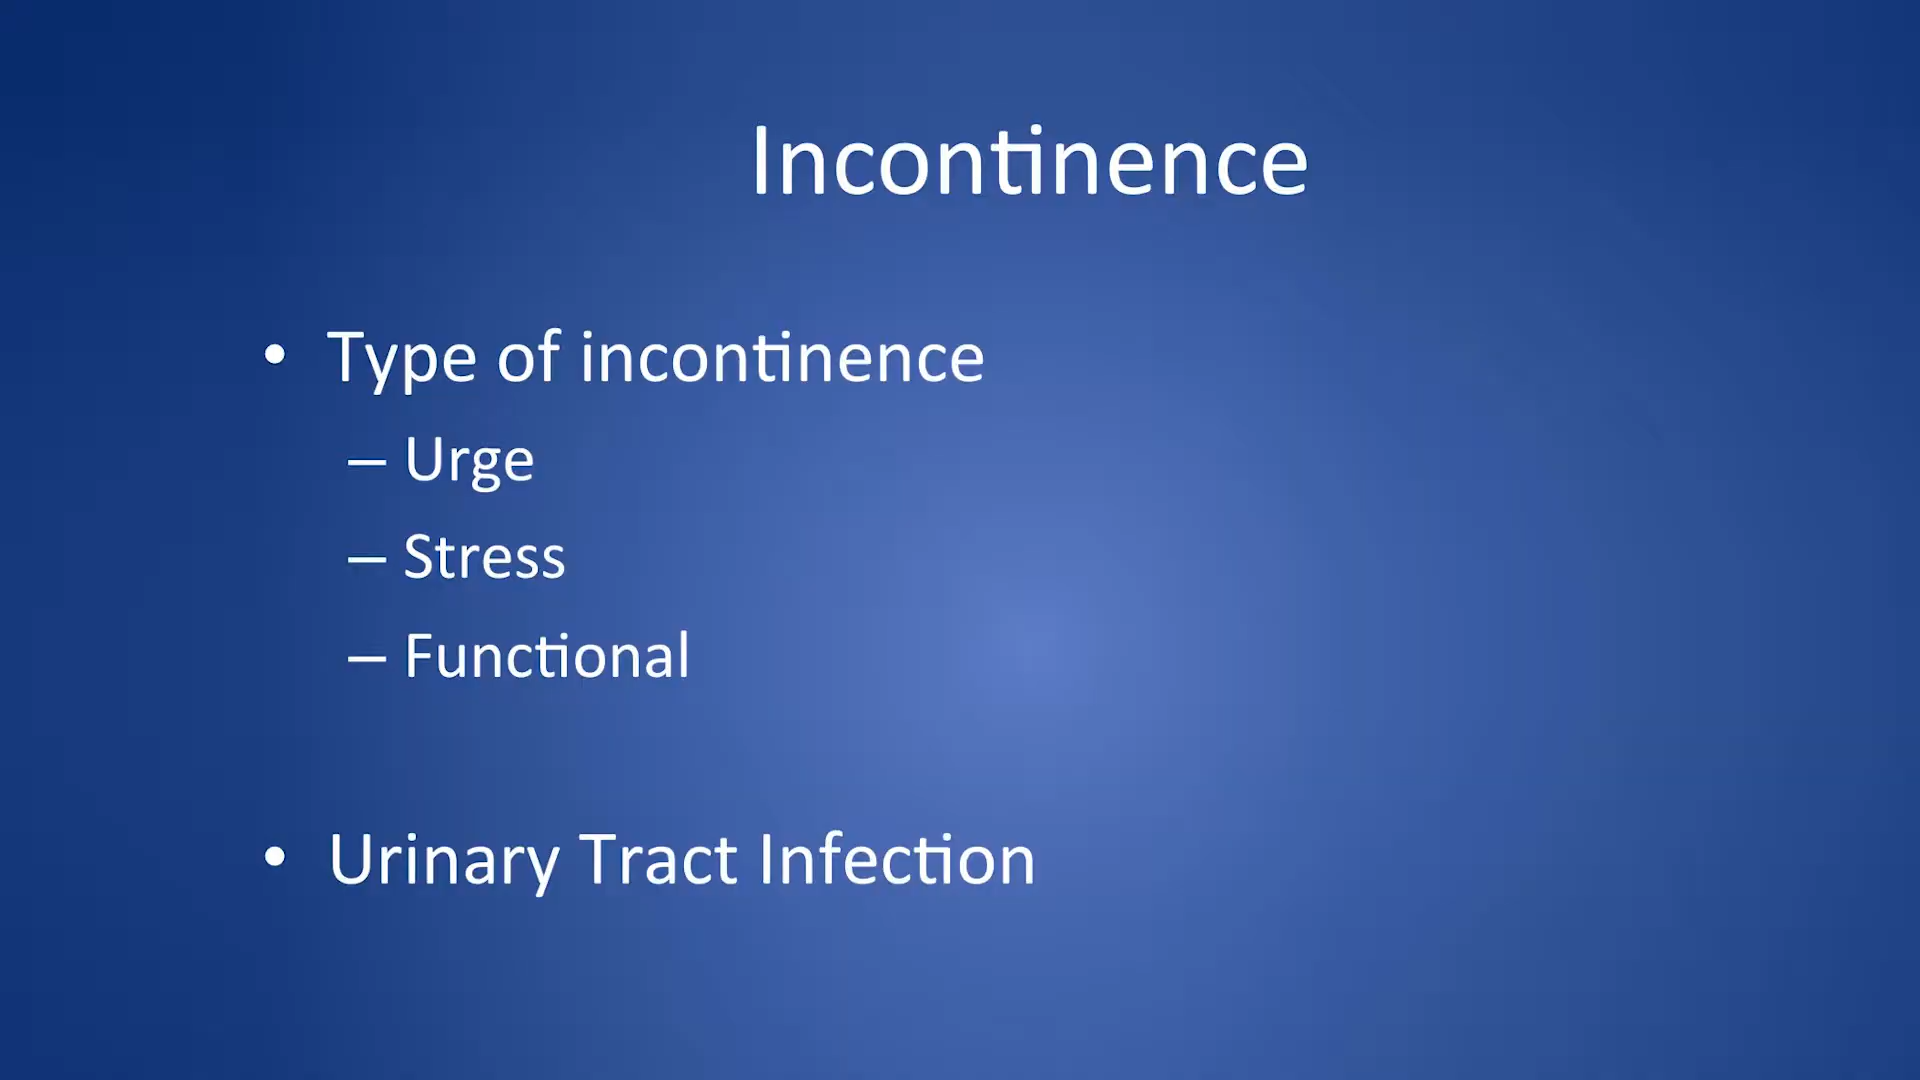 Incontinence
• Type of incontinence
– Urge
– Stress
– Functional
• Urinary Tract Infection